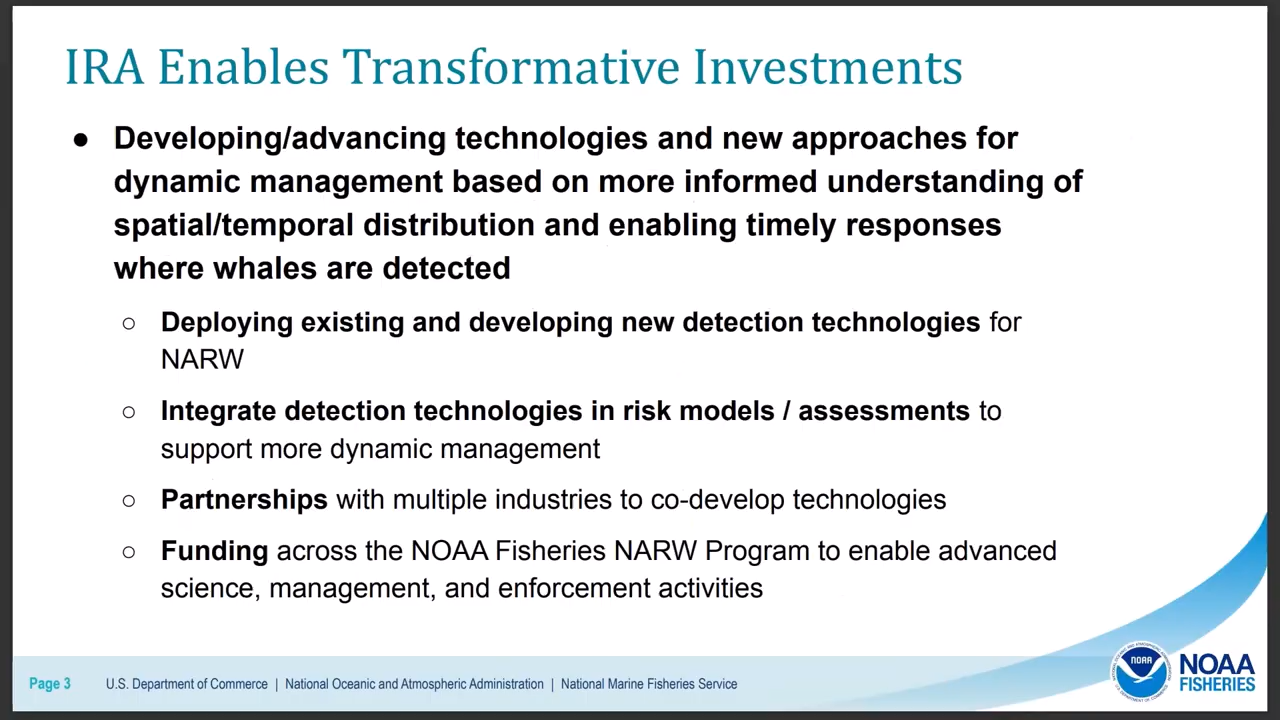 IRA Enables Transformative Investments
● Developing/advancing technologies and new approaches for
dynamic management based on more informed understanding of
spatial/temporal distribution and enabling timely responses
where whales are detected
○ Deploying existing and developing new detection technologies for
NARW
○ Integrate detection technologies in risk models / assessments to
support more dynamic management
○ Partnerships with multiple industries to co-develop technologies
○ Funding across the NOAA Fisheries NARW Program to enable advanced
science, management, and enforcement activities
Page 3 U.S. Department of Commerce | National Oceanic and Atmospheric Administration | National Marine Fisheries Service
NOAA
NOAA
FISHERIES